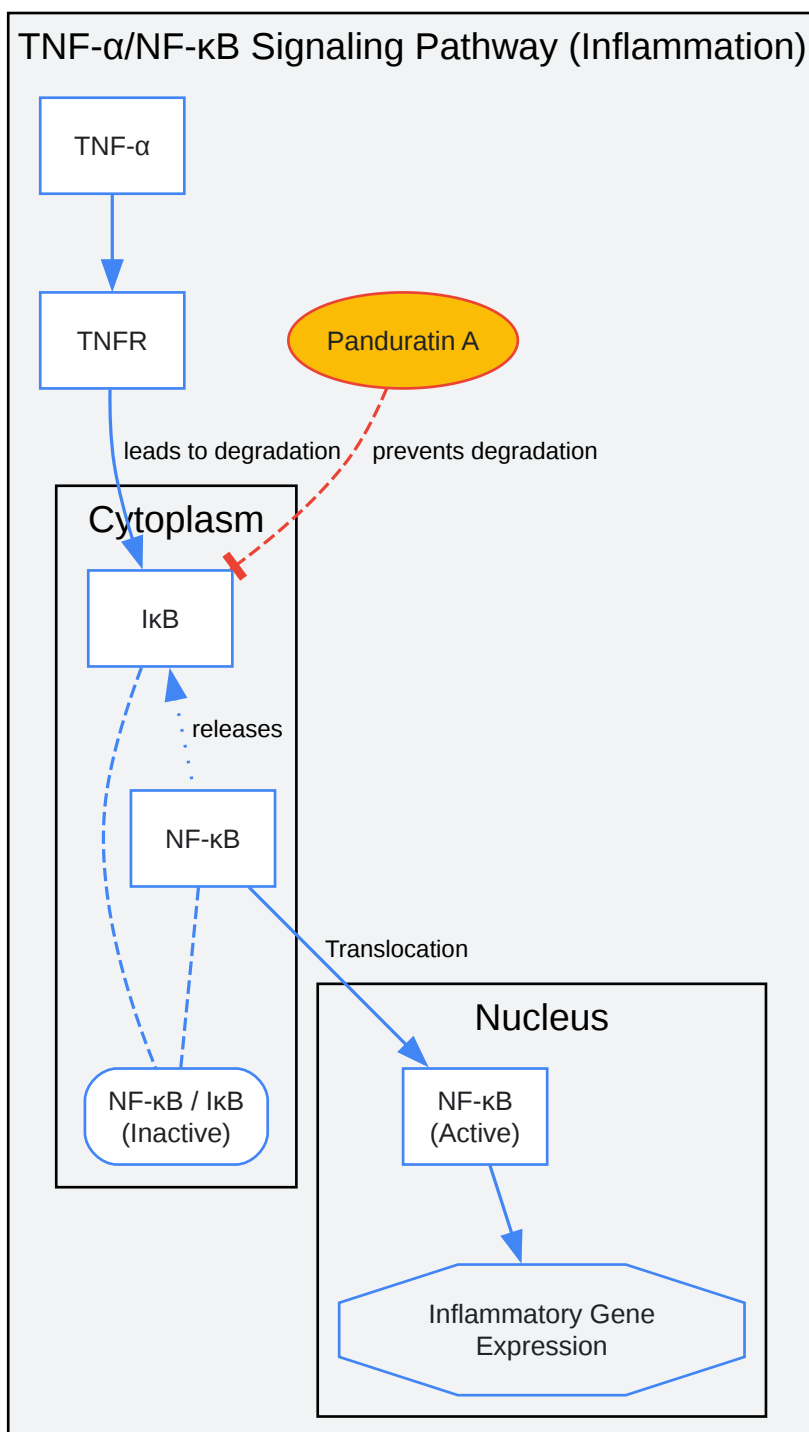 TNF-α/NF-κB Signaling Pathway (Inflammation)
TNF-α
TNFR
Panduratin A
leads to degradation
prevents degradation
Cytoplasm
IκB
releases
NF-κB
Translocation
Nucleus
NF-κB / IκB
(Inactive)
NF-κB
(Active)
Inflammatory Gene
Expression